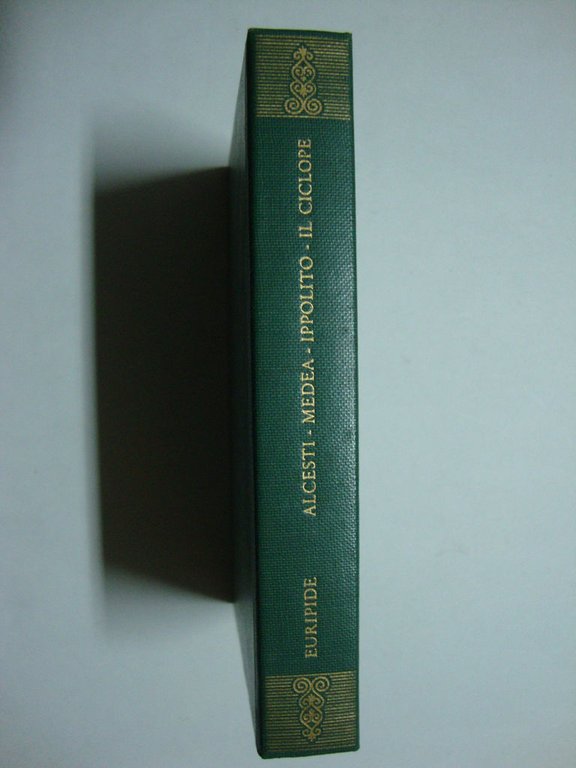 EURIPIDE
ALCESTI - MEDEA - IPPOLITO - IL CICLOPE